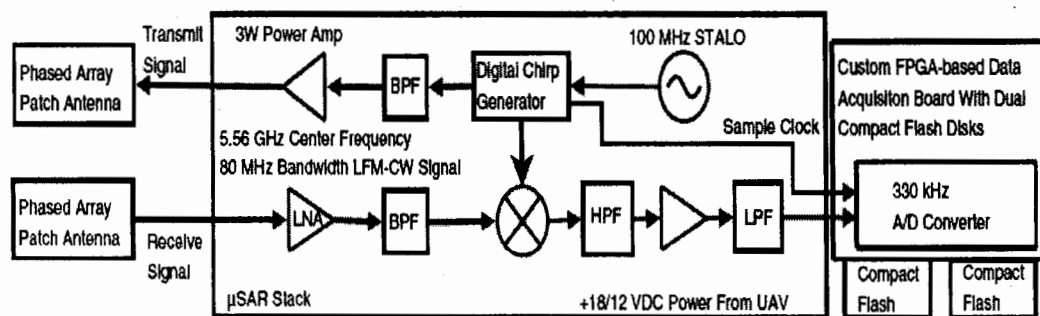 Transmit
Signal
3W Power Amp
100 MHz STALO
Phased Array
Patch Antenna
BPF
Digital Chirp
Generator
Custom FPGA-based Data
Acquisiton Board With Dual
Compact Flash Disks
Sample Clock
5.56 GHz Center Frequency
80 MHz Bandwidth LFM-CW Signal
Phased Array
Patch Antenna
LNA
BPF
HPF
LPF
330 kHz
A/D Converter
Receive
Signal
µSAR Stack
+18/12 VDC Power From UAV
Compact
Flash
Compact
Flash